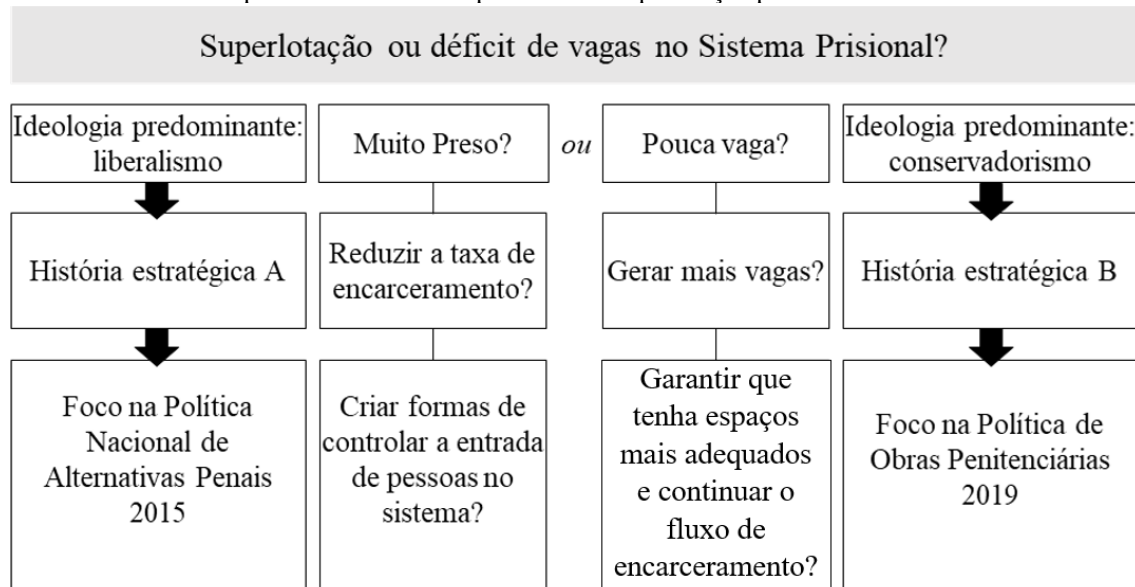 Superlotação ou déficit de vagas no Sistema Prisional?
Ideologia predominante:
liberalismo
Muito Preso?
ou
Pouca vaga?
Ideologia predominante:
conservadorismo
História estratégica A
Reduzir a taxa de
encarceramento?
Gerar mais vagas?
História estratégica B
Foco na Política
Nacional de
Alternativas Penais
2015
Criar formas de
controlar a entrada
de pessoas no
sistema?
Garantir que
tenha espaços
mais adequados
e continuar o
fluxo de
encarceramento?
Foco na Política de
Obras Penitenciárias
2019